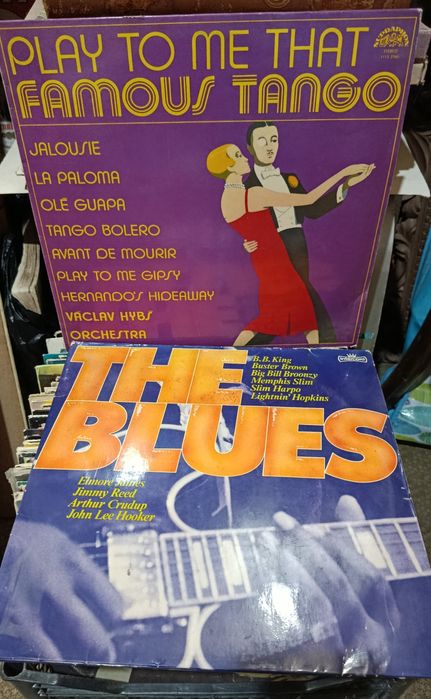 PLAY TO ME THAT
FAMOUS TANGO
SUPRAPHON
STEREO
JALOUSIE
LA PALOMA
OLÉ GUAPA
TANGO BOLERO
AVANT DE MOURIR
PLAY TO ME GIPSY
HERNANDO'S HIDEAWAY
VÁCLAV HYBŠ
ORCHESTRA
THE
BLUES
B.B. King
Buster Brown
Big Bill Broonzy
Memphis Slim
Slim Harpo
Lightnin' Hopkins
Elmore James
Jimmy Reed
Arthur Crudup
John Lee Hooker